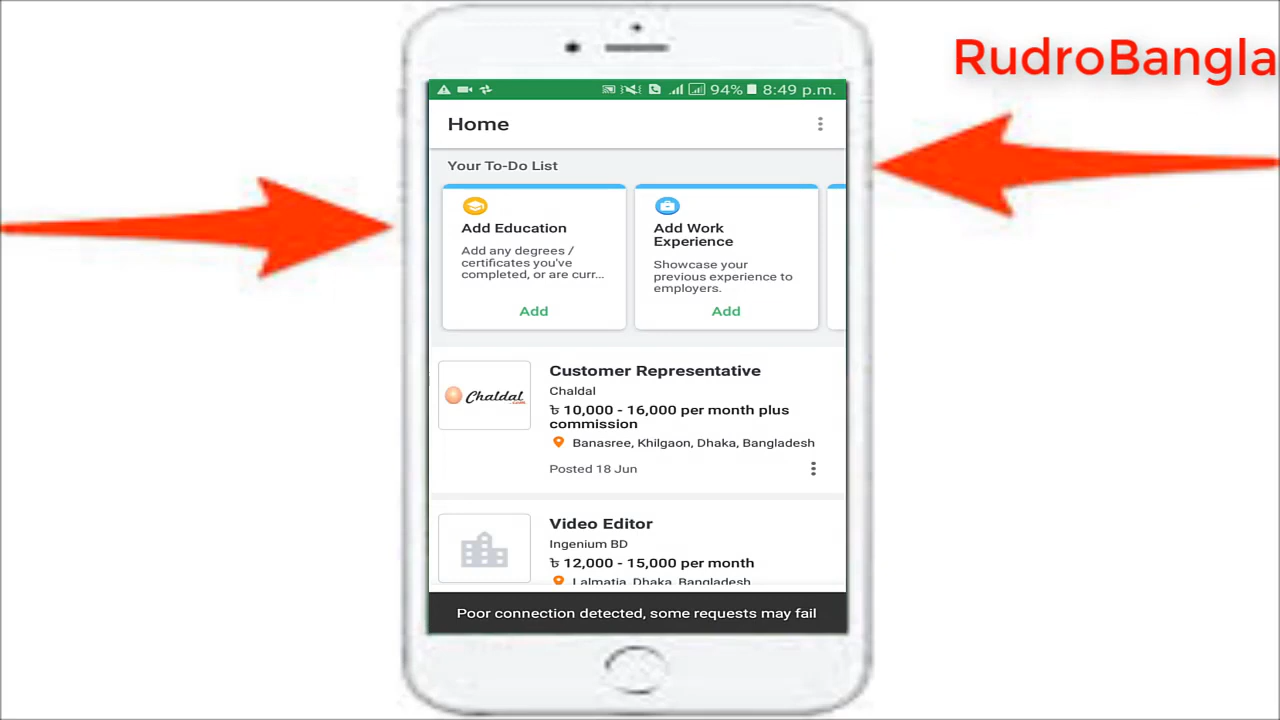 RudroBangla
94% 8:49 p.m.
Home
Your To-Do List
Add Education
Add any degrees /
certificates you've
completed, or are curr...
Add
Add Work
Experience
Showcase your
previous experience to
employers.
Add
Chaldal
.com
Customer Representative
Chaldal
৳ 10,000 - 16,000 per month plus
commission
Banasree, Khilgaon, Dhaka, Bangladesh
Posted 18 Jun
Video Editor
Ingenium BD
৳ 12,000 - 15,000 per month
Lalmatia, Dhaka, Bangladesh
Poor connection detected, some requests may fail